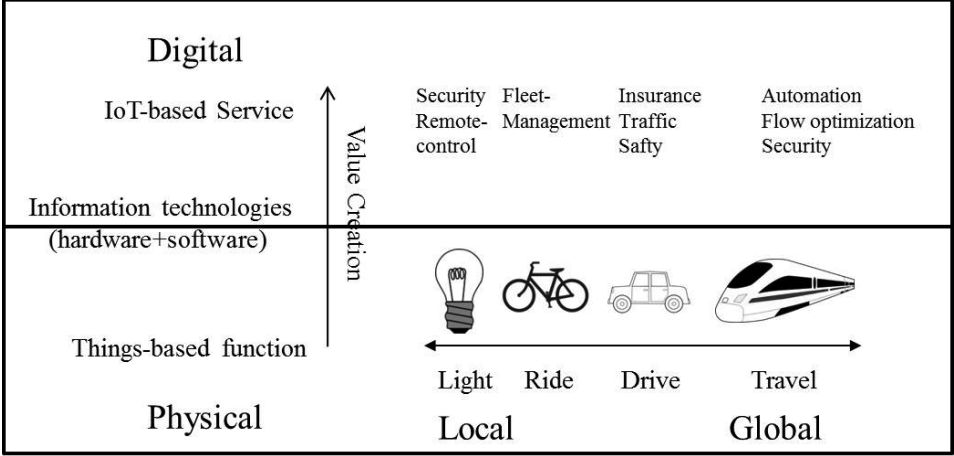 Digital
IoT-based Service
Security
Remote-
control
Fleet-
Management
Insurance
Traffic
Safty
Automation
Flow optimization
Security
Value Creation
Information technologies
(hardware+software)
Things-based function
Light
Ride
Drive
Travel
Physical
Local
Global